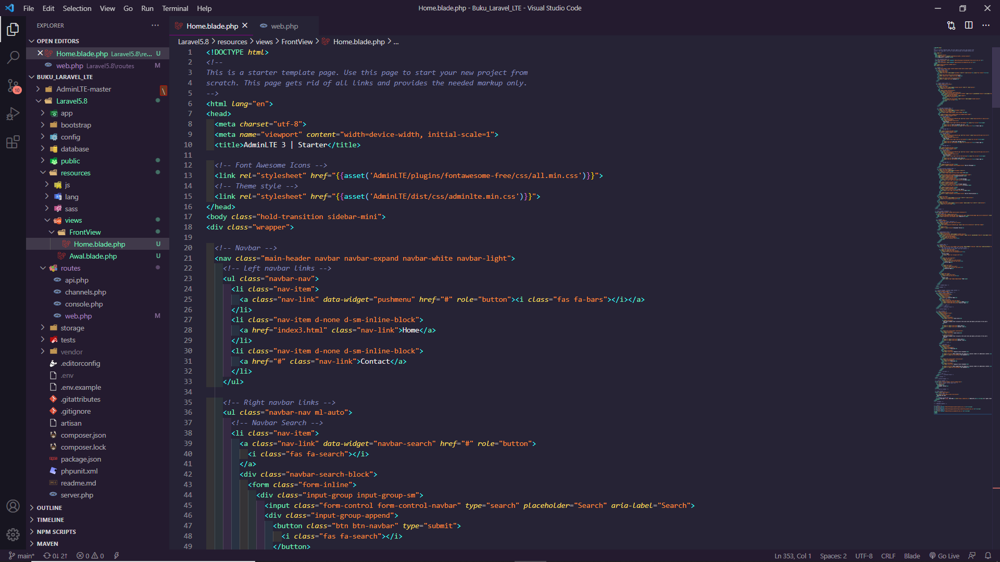 File Edit Selection View Go Run Terminal Help
Home.blade.php - Buku_Laravel_LTE - Visual Studio Code
EXPLORER
OPEN EDITORS
Home.blade.php Laravel5.8\re... U
web.php Laravel5.8\routes M
BUKU_LARAVEL_LTE
AdminLTE-master
Laravel5.8
app
bootstrap
config
database
public
resources
js
lang
sass
views
FrontView
Home.blade.php U
Awal.blade.php U
routes
api.php
channels.php
console.php
web.php M
storage
tests
vendor
.editorconfig
.env
.env.example
.gitattributes
.gitignore
artisan
composer.json
composer.lock
package.json
phpunit.xml
readme.md
server.php
OUTLINE
TIMELINE
NPM SCRIPTS
MAVEN
10
Home.blade.php web.php
Laravel5.8 > resources > views > FrontView > Home.blade.php > ...
1 <!DOCTYPE html>
2 <!--
3 This is a starter template page. Use this page to start your new project from
4 scratch. This page gets rid of all links and provides the needed markup only.
5 -->
6 <html lang="en">
7 <head>
8 <meta charset="utf-8">
9 <meta name="viewport" content="width=device-width, initial-scale=1">
10 <title>AdminLTE 3 | Starter</title>
11
12 <!-- Font Awesome Icons -->
13 <link rel="stylesheet" href="{{asset('AdminLTE/plugins/fontawesome-free/css/all.min.css')}}">
14 <!-- Theme style -->
15 <link rel="stylesheet" href="{{asset('AdminLTE/dist/css/adminlte.min.css')}}">
16 </head>
17 <body class="hold-transition sidebar-mini">
18 <div class="wrapper">
19
20 <!-- Navbar -->
21 <nav class="main-header navbar navbar-expand navbar-white navbar-light">
22 <!-- Left navbar links -->
23 <ul class="navbar-nav">
24 <li class="nav-item">
25 <a class="nav-link" data-widget="pushmenu" href="#" role="button"><i class="fas fa-bars"></i></a>
26 </li>
27 <li class="nav-item d-none d-sm-inline-block">
28 <a href="index3.html" class="nav-link">Home</a>
29 </li>
30 <li class="nav-item d-none d-sm-inline-block">
31 <a href="#" class="nav-link">Contact</a>
32 </li>
33 </ul>
34
35 <!-- Right navbar links -->
36 <ul class="navbar-nav ml-auto">
37 <!-- Navbar Search -->
38 <li class="nav-item">
39 <a class="nav-link" data-widget="navbar-search" href="#" role="button">
40 <i class="fas fa-search"></i>
41 </a>
42 <div class="navbar-search-block">
43 <form class="form-inline">
44 <div class="input-group input-group-sm">
45 <input class="form-control form-control-navbar" type="search" placeholder="Search" aria-label="Search">
46 <div class="input-group-append">
47 <button class="btn btn-navbar" type="submit">
48 <i class="fas fa-search"></i>
49 </button>
main* 0↓ 2↑ 0 0
Ln 353, Col 1 Spaces: 2 UTF-8 CRLF Blade Go Live